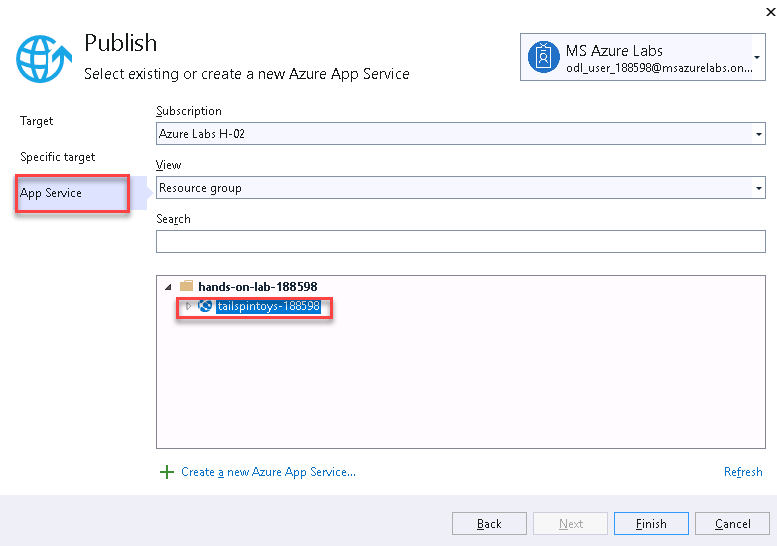 Publish
Select existing or create a new Azure App Service
MS Azure Labs
odl_user_188598@msazurelabs.on...
Target
Specific target
App Service
Subscription
Azure Labs H-02
View
Resource group
Search
hands-on-lab-188598
tailspintoys-188598
Create a new Azure App Service...
Refresh
Back
Next
Finish
Cancel